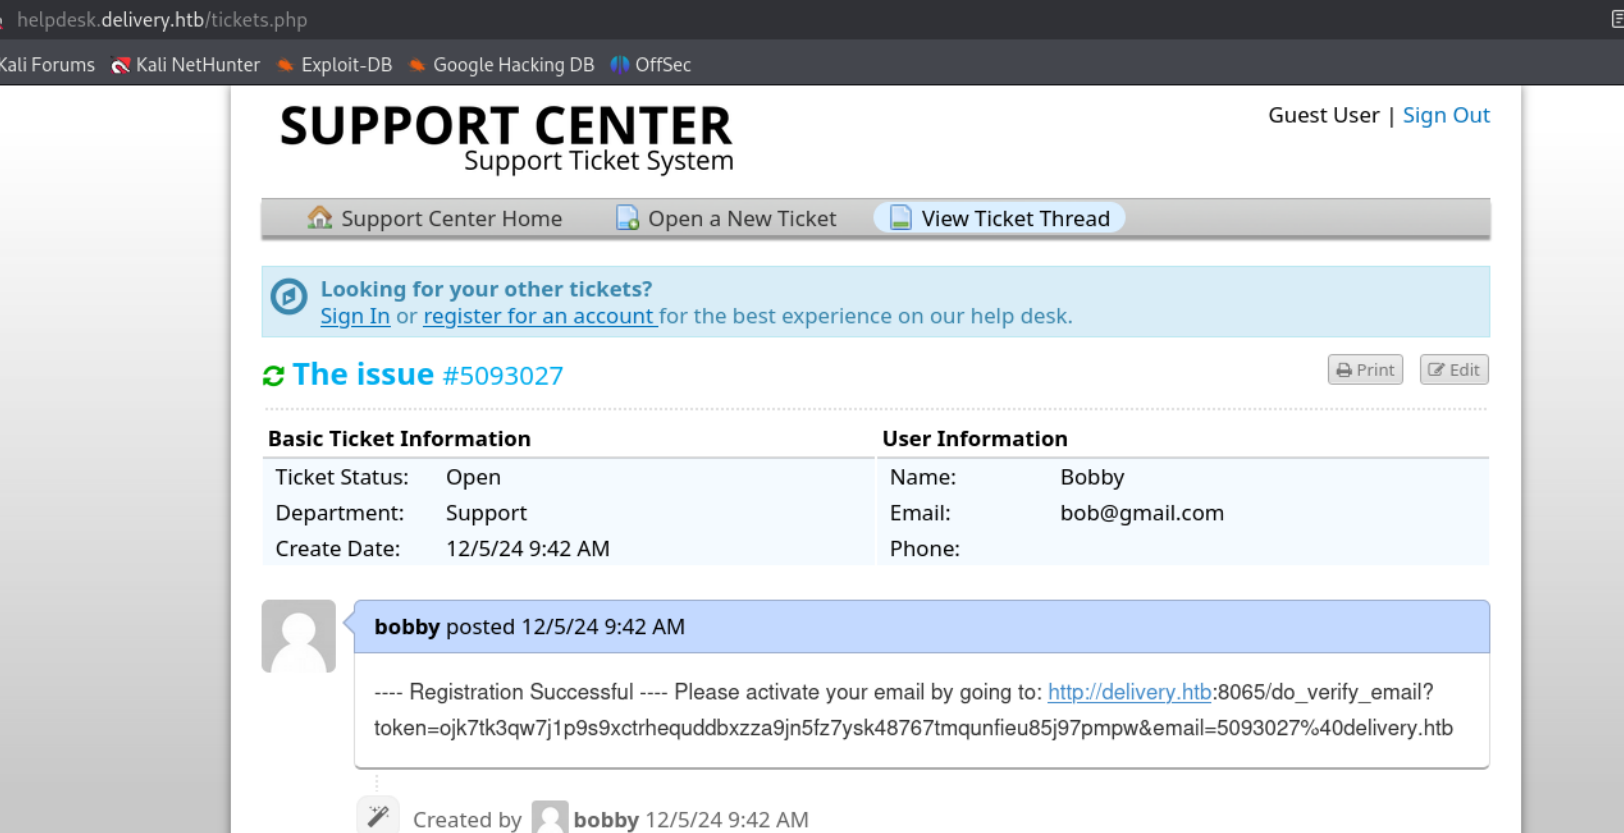 helpdesk.delivery.htb/tickets.php
Kali Forums Kali NetHunter Exploit-DB Google Hacking DB OffSec
SUPPORT CENTER
Support Ticket System
Guest User | Sign Out
Support Center Home Open a New Ticket View Ticket Thread
Looking for your other tickets?
Sign In or register for an account for the best experience on our help desk.
The issue #5093027
Print Edit
Basic Ticket Information User Information
Ticket Status: Open Name: Bobby
Department: Support Email: bob@gmail.com
Create Date: 12/5/24 9:42 AM Phone:
bobby posted 12/5/24 9:42 AM
---- Registration Successful ---- Please activate your email by going to: http://delivery.htb:8065/do_verify_email?
token=ojk7tk3qw7j1p9s9xctrhequddbxzza9jn5fz7ysk48767tmqunfieu85j97pmpw&email=5093027%40delivery.htb
Created by bobby 12/5/24 9:42 AM